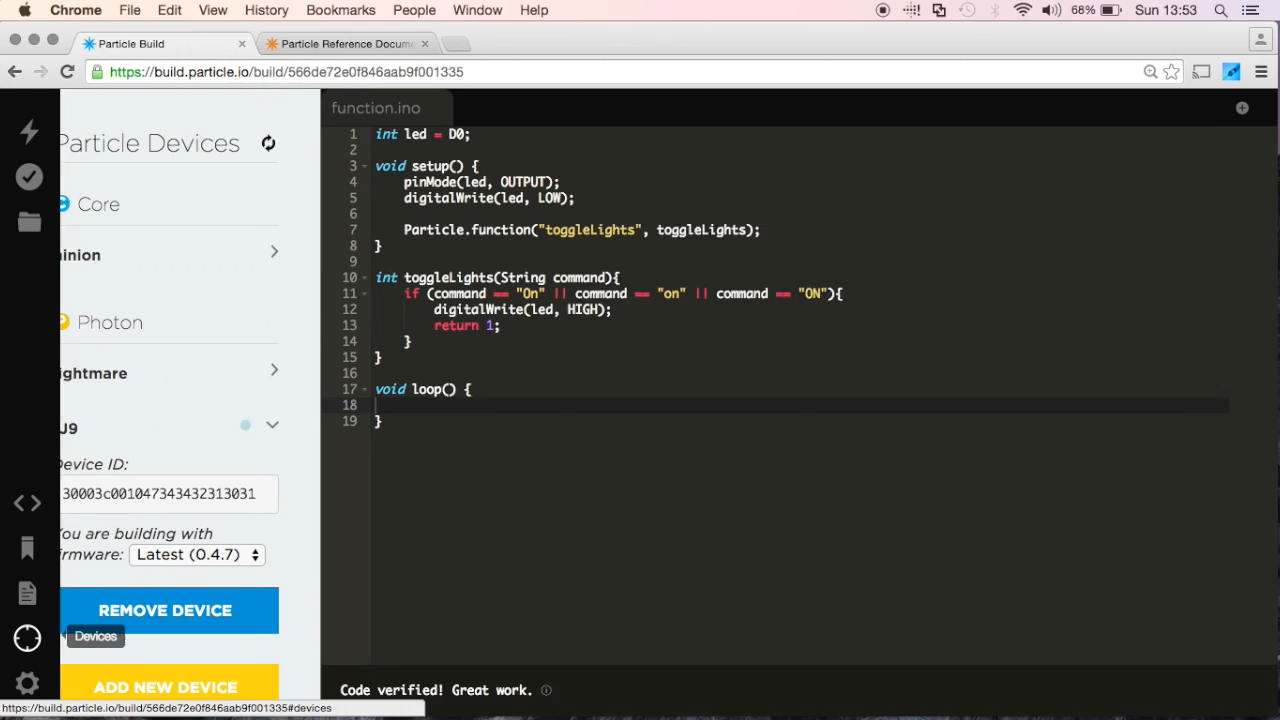 Chrome File Edit View History Bookmarks People Window Help 68% Sun 13:53
Particle Build Particle Reference Docum
https://build.particle.io/build/566de72e0f846aab9f001335
Particle Devices
Core
inion
Photon
ightmare
J9
Device ID:
30003c001047343432313031
You are building with
rmware: Latest (0.4.7)
REMOVE DEVICE
Devices
ADD NEW DEVICE
https://build.particle.io/build/566de72e0f846aab9f001335#devices
function.ino
1 int led = D0;
2
3 void setup() {
4 pinMode(led, OUTPUT);
5 digitalWrite(led, LOW);
6
7 Particle.function("toggleLights", toggleLights);
8 }
9
10 int toggleLights(String command){
11 if (command == "On" || command == "on" || command == "ON"){
12 digitalWrite(led, HIGH);
13 return 1;
14 }
15 }
16
17 void loop() {
18
19 }
Code verified! Great work.